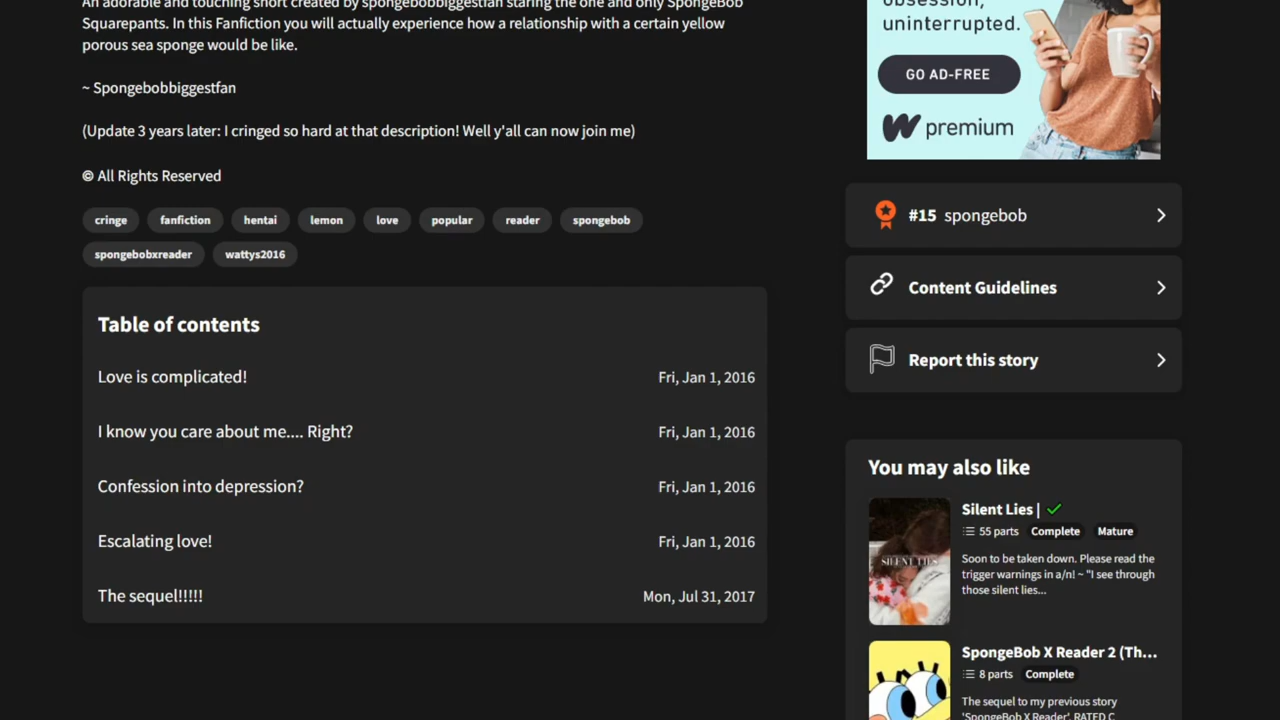 An adorable and touching short created by spongebobbiggestfan staring the one and only SpongeBob
Squarepants. In this Fanfiction you will actually experience how a relationship with a certain yellow
porous sea sponge would be like.
~ Spongebobbiggestfan
(Update 3 years later: I cringed so hard at that description! Well y'all can now join me)
© All Rights Reserved
cringe fanfiction hentai lemon love popular reader spongebob
spongebobxreader wattys2016
Table of contents
Love is complicated! Fri, Jan 1, 2016
I know you care about me.... Right? Fri, Jan 1, 2016
Confession into depression? Fri, Jan 1, 2016
Escalating love! Fri, Jan 1, 2016
The sequel!!!!! Mon, Jul 31, 2017
obsession,
uninterrupted.
GO AD-FREE
premium
#15 spongebob
Content Guidelines
Report this story
You may also like
Silent Lies |
55 parts Complete Mature
Soon to be taken down. Please read the
trigger warnings in a/n! ~ "I see through
those silent lies...
SILENT LIES
SpongeBob X Reader 2 (Th...
8 parts Complete
The sequel to my previous story
'SpongeBob X Reader'. RATED C